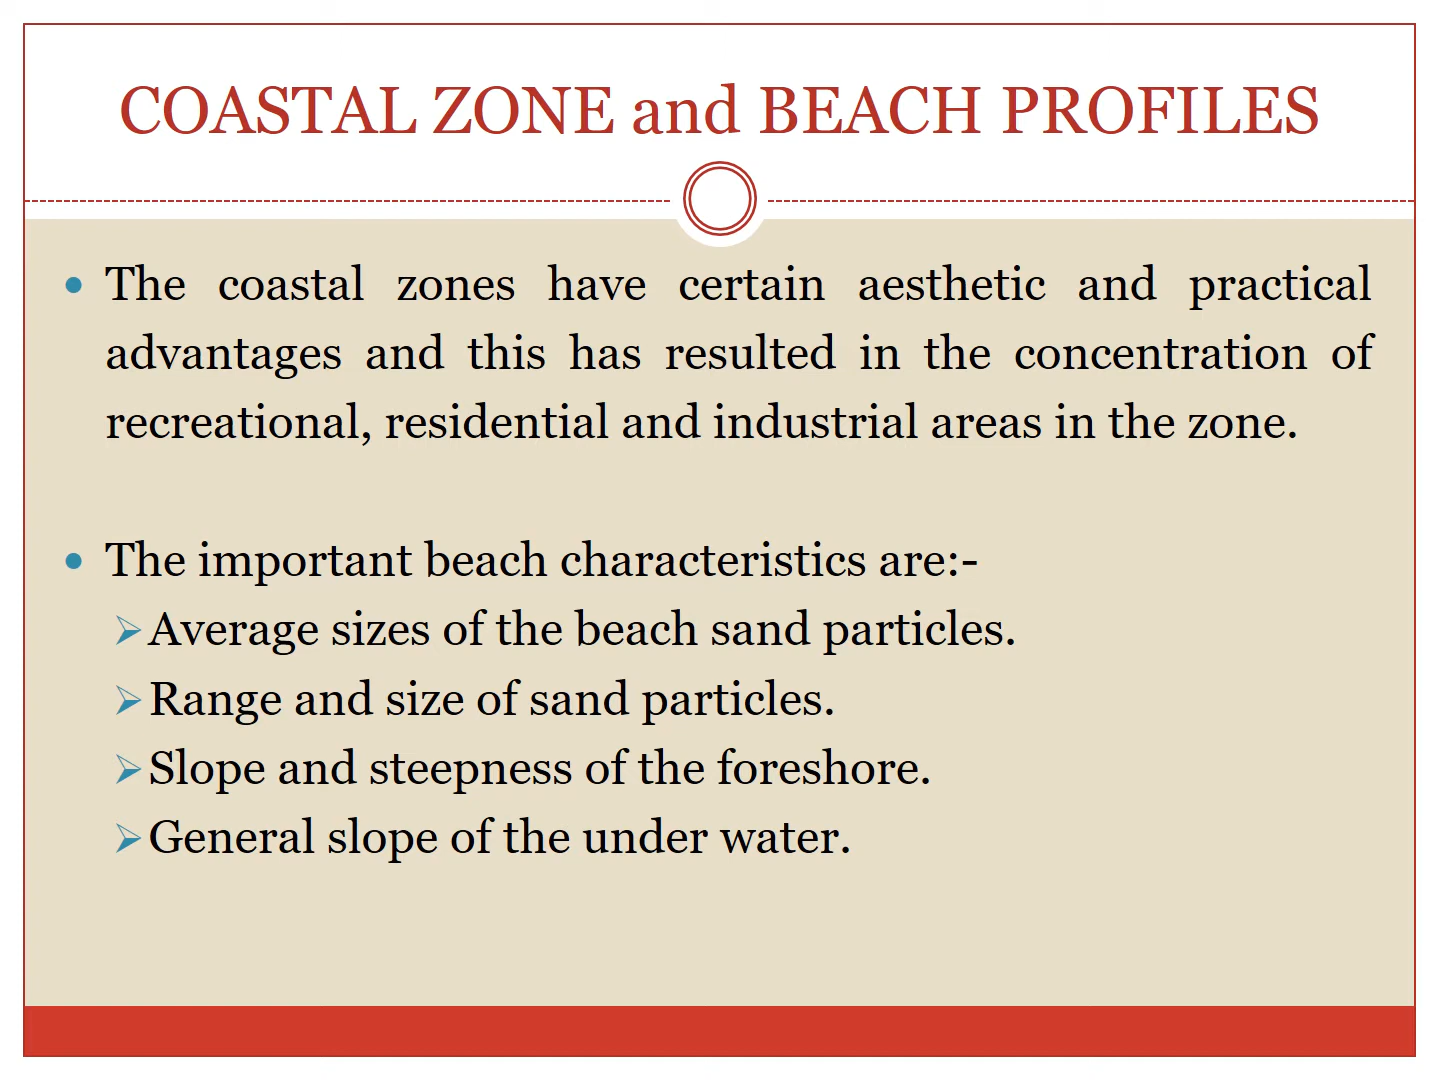 COASTAL ZONE and BEACH PROFILES
The coastal zones have certain aesthetic and practical
advantages and this has resulted in the concentration of
recreational, residential and industrial areas in the zone.
The important beach characteristics are:-
Average sizes of the beach sand particles.
Range and size of sand particles.
Slope and steepness of the foreshore.
General slope of the under water.